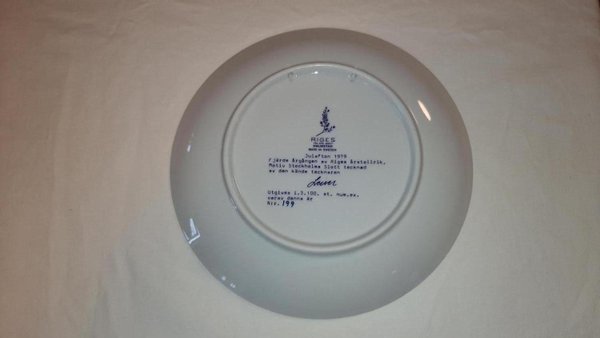 RIGES
HALMSTAD
MADE IN SWEDEN
Julafton 1979
Fjärde årgången av Riges årstallrik.
Motiv Stockholms Slott tecknad
av den kände tecknaren
Utgives i.3.100. st. num.ex.
varav denna är
Nr. 199